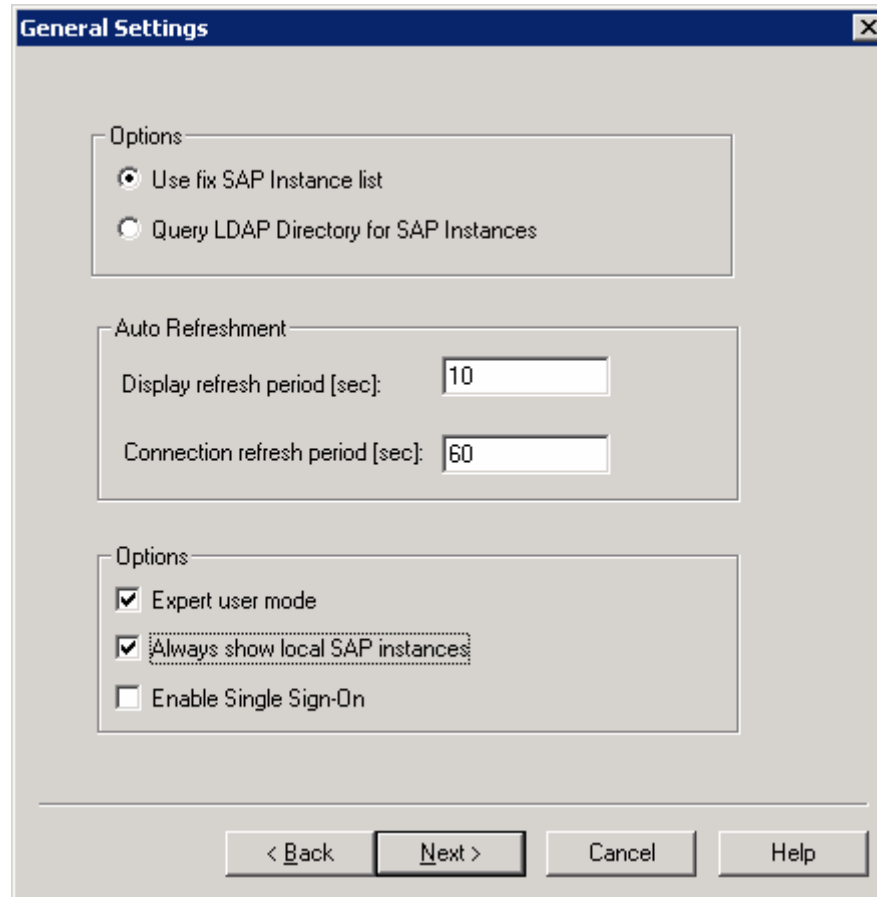 General Settings
Options
Use fix SAP Instance list
Query LDAP Directory for SAP Instances
Auto Refreshment
Display refresh period [sec]: 10
Connection refresh period [sec]: 60
Options
Expert user mode
Always show local SAP instances
Enable Single Sign-On
< Back Next > Cancel Help